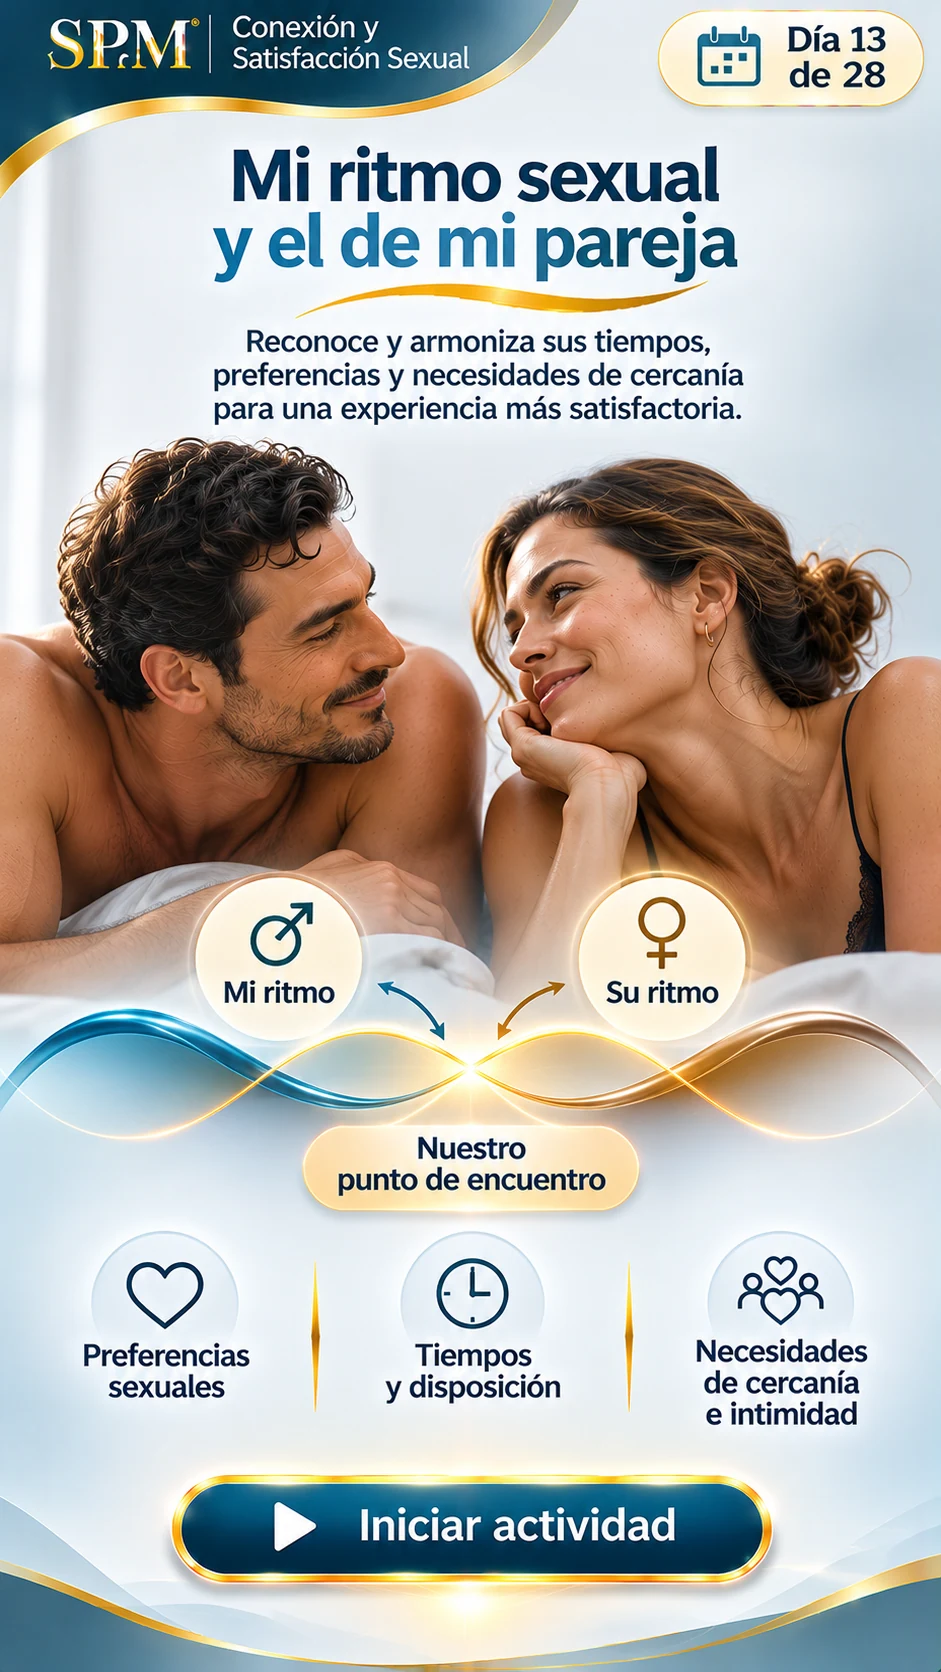 SPrM
Conexión y
Satisfacción Sexual
Día 13
de 28
Mi ritmo sexual
y el de mi pareja
Reconoce y armoniza sus tiempos,
preferencias y necesidades de cercanía
para una experiencia más satisfactoria.
Mi ritmo
Su ritmo
Nuestro
punto de encuentro
Preferencias
sexuales
Tiempos
y disposición
Necesidades
de cercanía
e intimidad
Iniciar actividad